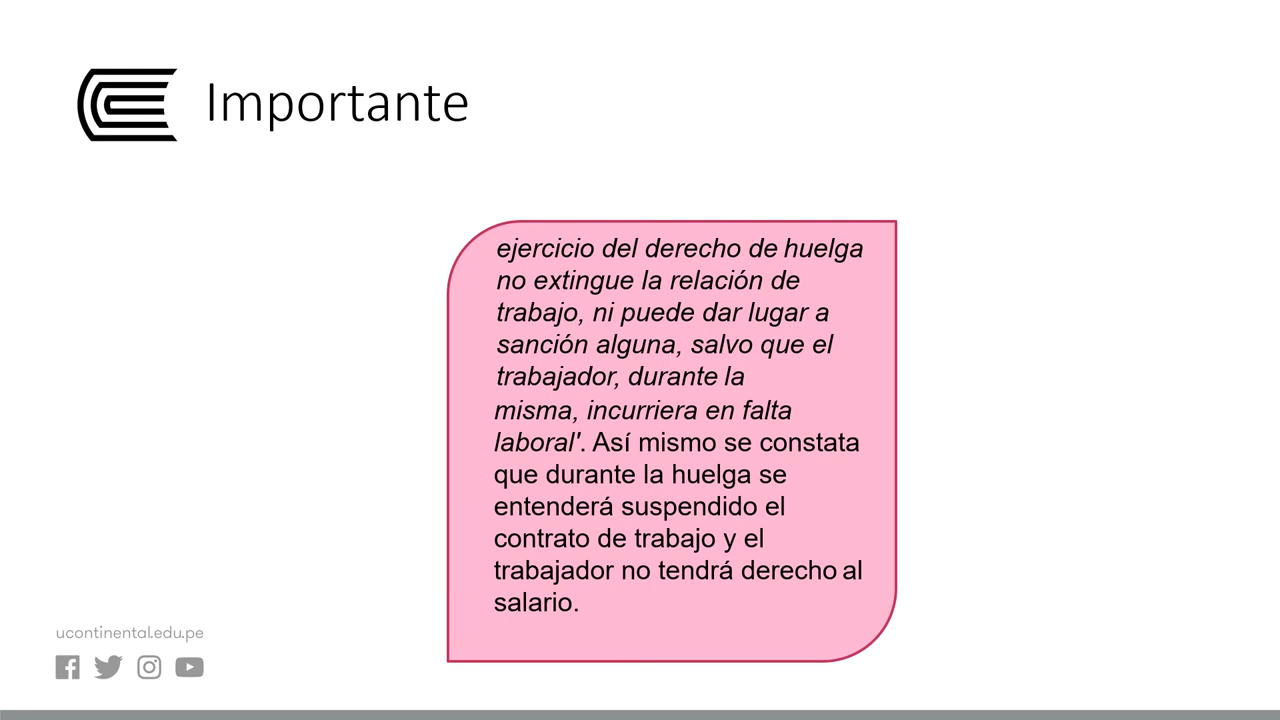 Importante
ejercicio del derecho de huelga
no extingue la relación de
trabajo, ni puede dar lugar a
sanción alguna, salvo que el
trabajador, durante la
misma, incurriera en falta
laboral'. Así mismo se constata
que durante la huelga se
entenderá suspendido el
contrato de trabajo y el
trabajador no tendrá derecho al
salario.
ucontinental.edu.pe